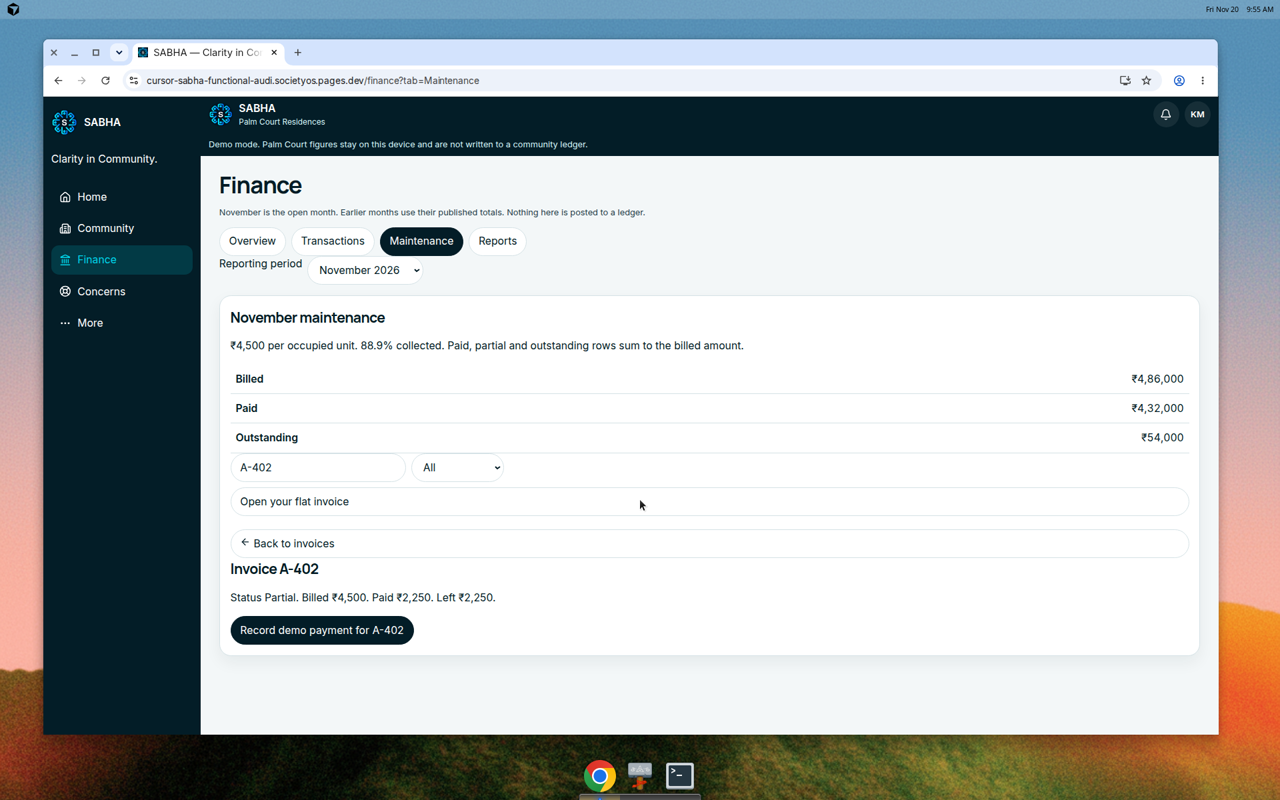 Fri Nov 20 9:55 AM
SABHA — Clarity in Co
cursor-sabha-functional-audi.societyos.pages.dev/finance?tab=Maintenance
S
SABHA
Clarity in Community.
Home
Community
Finance
Concerns
More
S
SABHA
Palm Court Residences
KM
Demo mode. Palm Court figures stay on this device and are not written to a community ledger.
Finance
November is the open month. Earlier months use their published totals. Nothing here is posted to a ledger.
Overview Transactions Maintenance Reports
Reporting period November 2026
November maintenance
₹4,500 per occupied unit. 88.9% collected. Paid, partial and outstanding rows sum to the billed amount.
Billed ₹4,86,000
Paid ₹4,32,000
Outstanding ₹54,000
A-402 All
Open your flat invoice
← Back to invoices
Invoice A-402
Status Partial. Billed ₹4,500. Paid ₹2,250. Left ₹2,250.
Record demo payment for A-402